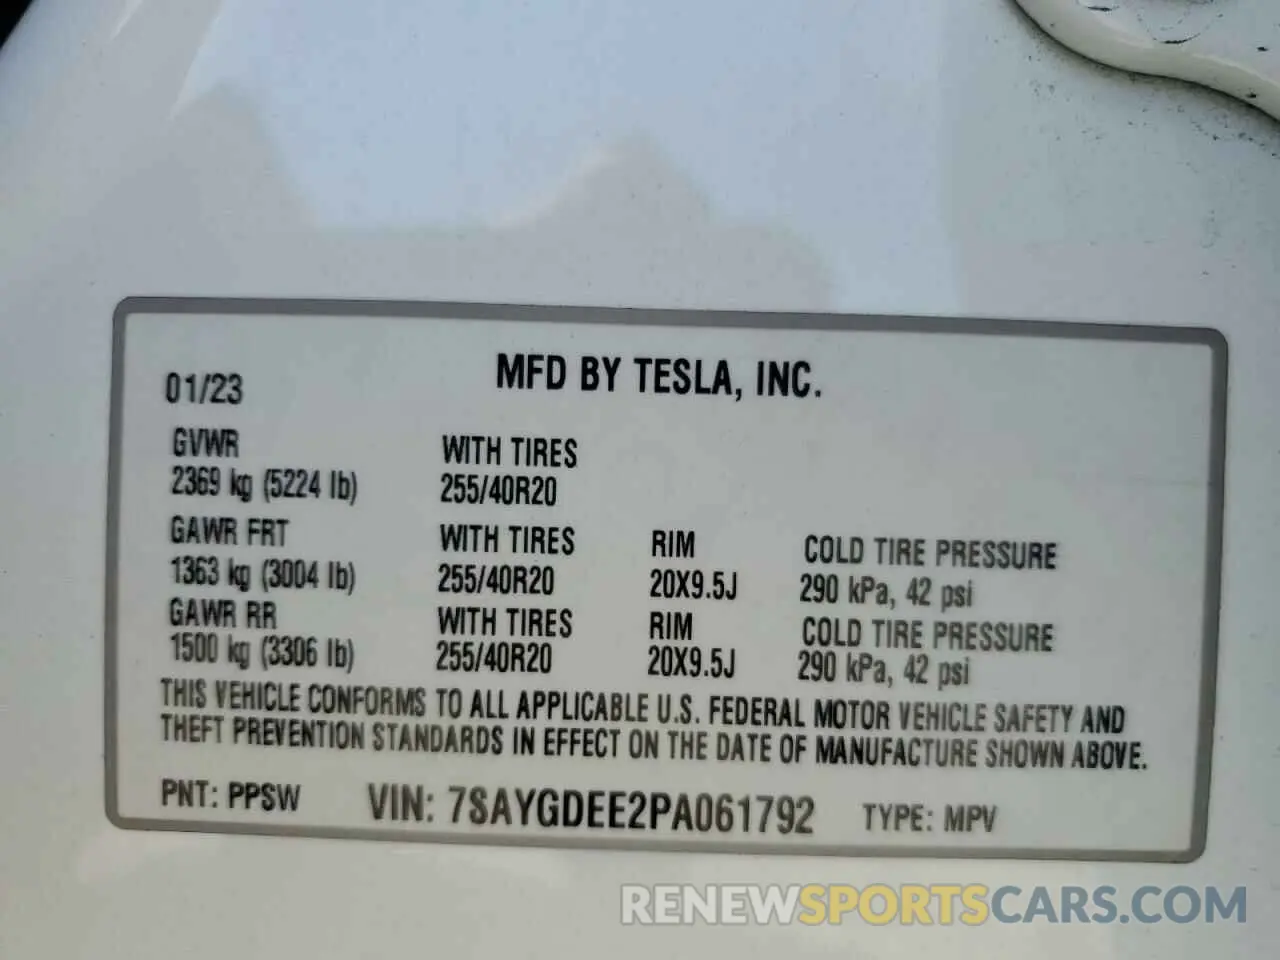 MFD BY TESLA, INC.
01/23
GVWR WITH TIRES
2369 kg (5224 lb) 255/40R20
GAWR FRT WITH TIRES RIM COLD TIRE PRESSURE
1363 kg (3004 lb) 255/40R20 20X9.5J 290 kPa, 42 psi
GAWR RR WITH TIRES RIM COLD TIRE PRESSURE
1500 kg (3306 lb) 255/40R20 20X9.5J 290 kPa, 42 psi
THIS VEHICLE CONFORMS TO ALL APPLICABLE U.S. FEDERAL MOTOR VEHICLE SAFETY AND
THEFT PREVENTION STANDARDS IN EFFECT ON THE DATE OF MANUFACTURE SHOWN ABOVE.
PNT: PPSW VIN: 7SAYGDEE2PA061792 TYPE: MPV
RENEWSPORTSCARS.COM